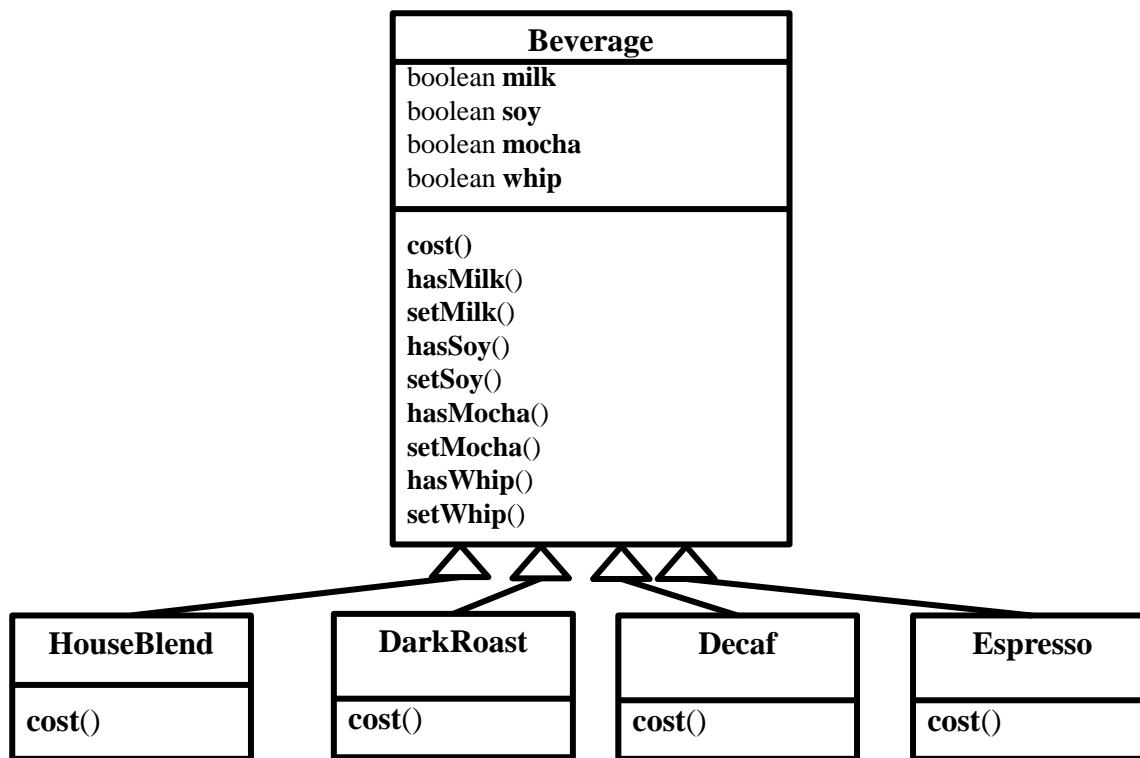 Beverage
boolean milk
boolean soy
boolean mocha
boolean whip
cost()
hasMilk()
setMilk()
hasSoy()
setSoy()
hasMocha()
setMocha()
hasWhip()
setWhip()
HouseBlend
cost()
DarkRoast
cost()
Decaf
cost()
Espresso
cost()